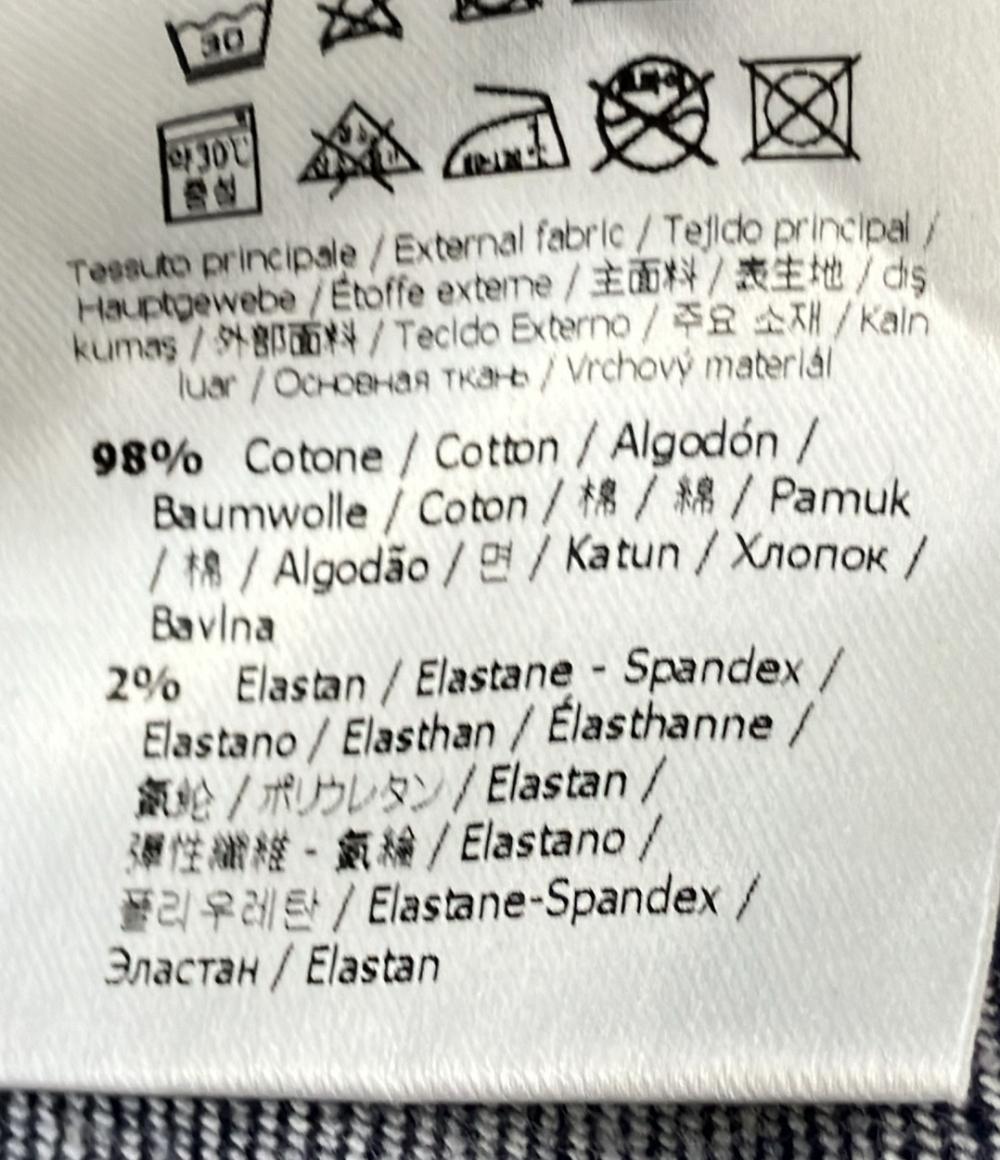 30
약30℃
중성
Tessuto principale / External fabric / Tejido principal /
Hauptgewebe / Étoffe externe / 主面料 / 表生地 / dış
kumaş / 外部面料 / Tecido Externo / 주요 소재 / Kain
luar / Основная ткань / Vrchový materiál
98% Cotone / Cotton / Algodón /
Baumwolle / Coton / 棉 / 綿 / Pamuk
/ 棉 / Algodão / 면 / Katun / Хлопок /
Bavlna
2% Elastan / Elastane - Spandex /
Elastano / Elasthan / Élasthanne /
氨纶 / ポリウレタン / Elastan /
彈性纖維 - 氨綸 / Elastano /
폴리우레탄 / Elastane-Spandex /
Эластан / Elastan